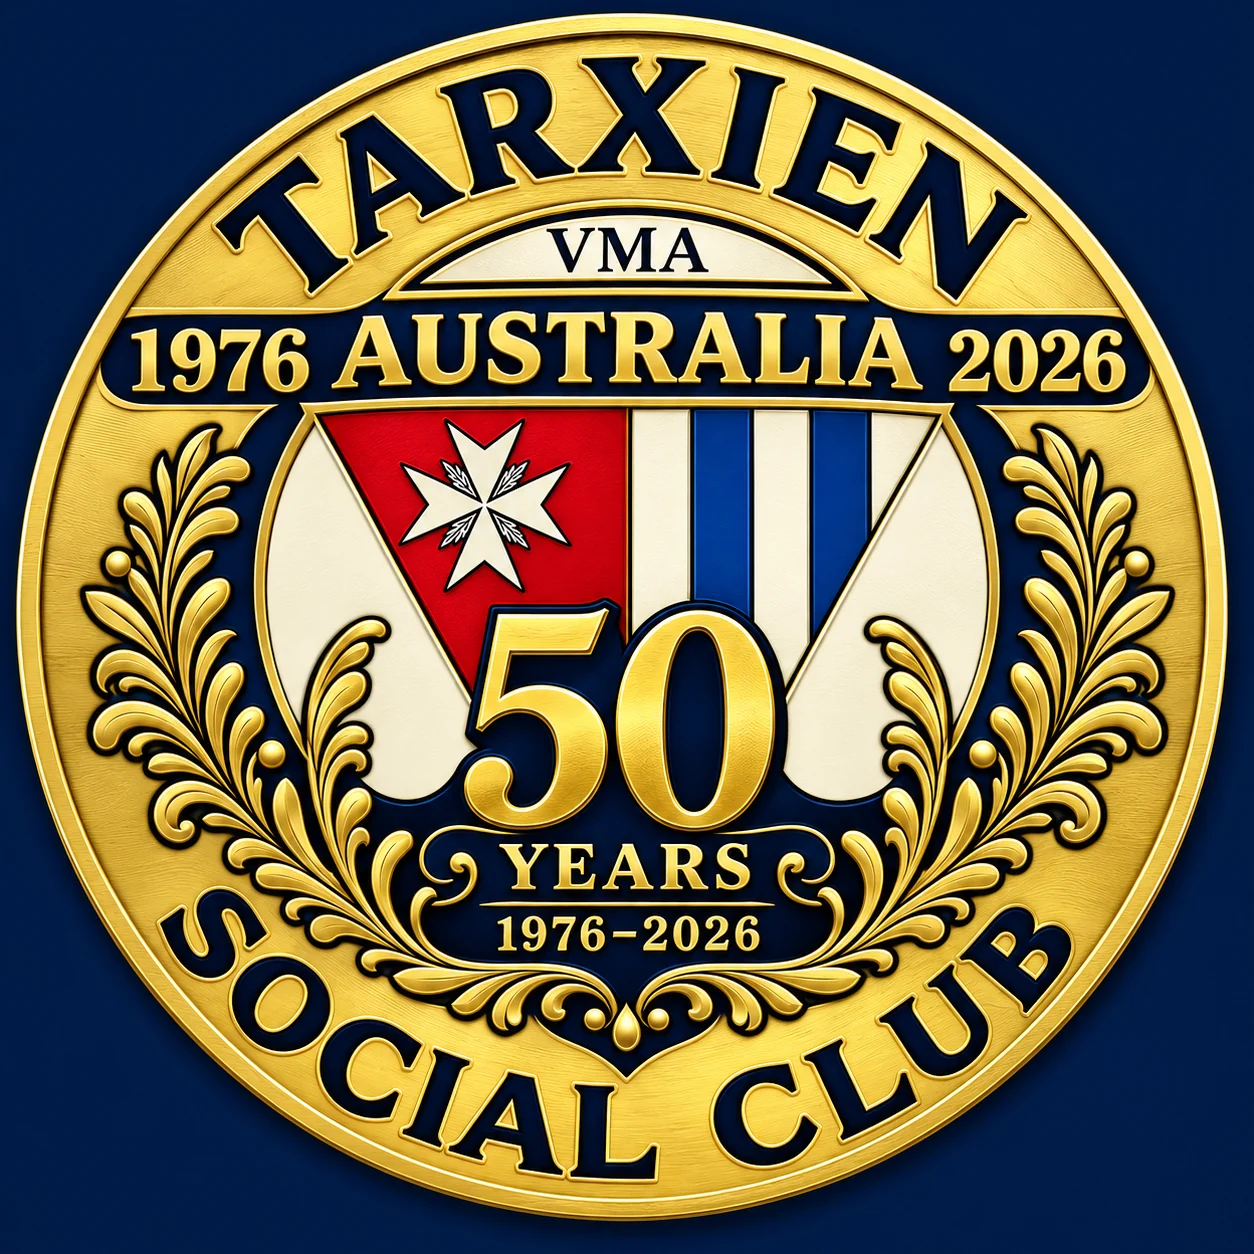 TARXIEN
VMA
1976 AUSTRALIA 2026
50
YEARS
1976–2026
SOCIAL CLUB